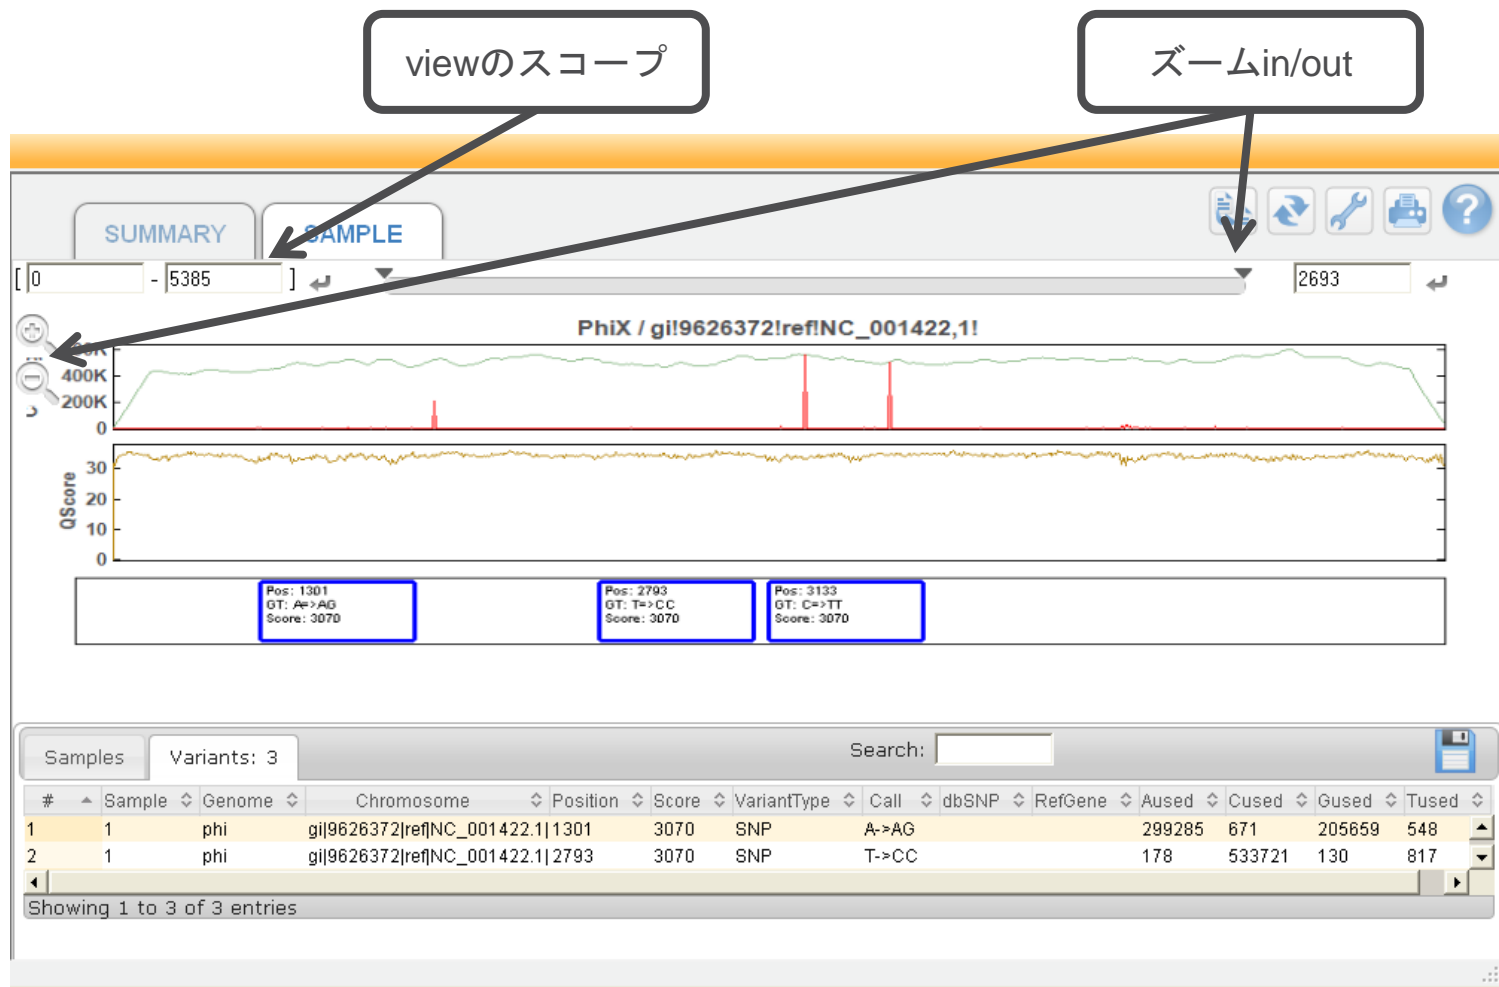 viewのスコープ
ズームin/out
SUMMARY
SAMPLE
[ 0 - 5385 ]
2693
PhiX / gi!9626372!ref!NC_001422,1!
400K
200K
0
QScore
30
20
10
0
Pos: 1301
GT: A=>AG
Score: 3070
Pos: 2793
GT: T=>CC
Score: 3070
Pos: 3133
GT: C=>TT
Score: 3070
Samples
Variants: 3
Search:
# Sample Genome Chromosome Position Score VariantType Call dbSNP RefGene Aused Cused Gused Tused
1 1 phi gi|9626372|ref|NC_001422.1| 1301 3070 SNP A->AG 299285 671 205659 548
2 1 phi gi|9626372|ref|NC_001422.1| 2793 3070 SNP T->CC 178 533721 130 817
Showing 1 to 3 of 3 entries